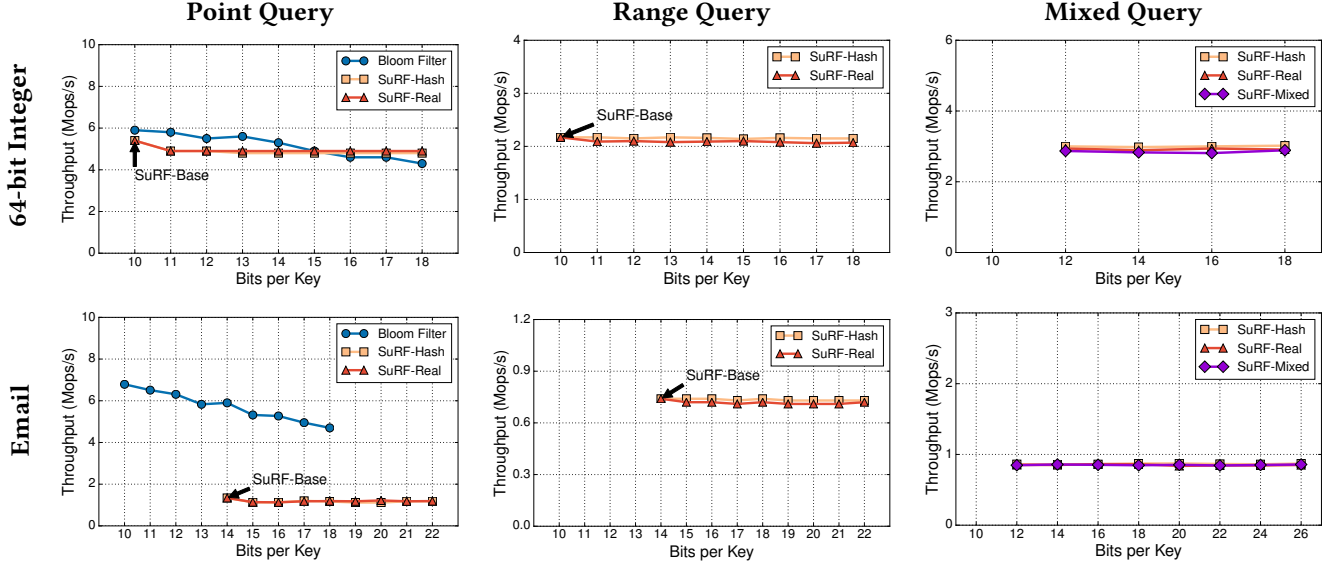 Point Query
Range Query
Mixed Query
64-bit Integer
Throughput (Mops/s)
10
8
6
4
2
0
Bloom Filter
SuRF-Hash
SuRF-Real
SuRF-Base
10 11 12 13 14 15 16 17 18
Bits per Key
Throughput (Mops/s)
4
3
2
1
0
SuRF-Hash
SuRF-Real
SuRF-Base
10 11 12 13 14 15 16 17 18
Bits per Key
Throughput (Mops/s)
6
4
2
0
SuRF-Hash
SuRF-Real
SuRF-Mixed
10 12 14 16 18
Bits per Key
Email
Throughput (Mops/s)
10
8
6
4
2
0
Bloom Filter
SuRF-Hash
SuRF-Real
SuRF-Base
10 11 12 13 14 15 16 17 18 19 20 21 22
Bits per Key
Throughput (Mops/s)
1.2
0.9
0.6
0.3
0.0
SuRF-Hash
SuRF-Real
SuRF-Base
10 11 12 13 14 15 16 17 18 19 20 21 22
Bits per Key
Throughput (Mops/s)
3
2
1
0
SuRF-Hash
SuRF-Real
SuRF-Mixed
10 12 14 16 18 20 22 24 26
Bits per Key